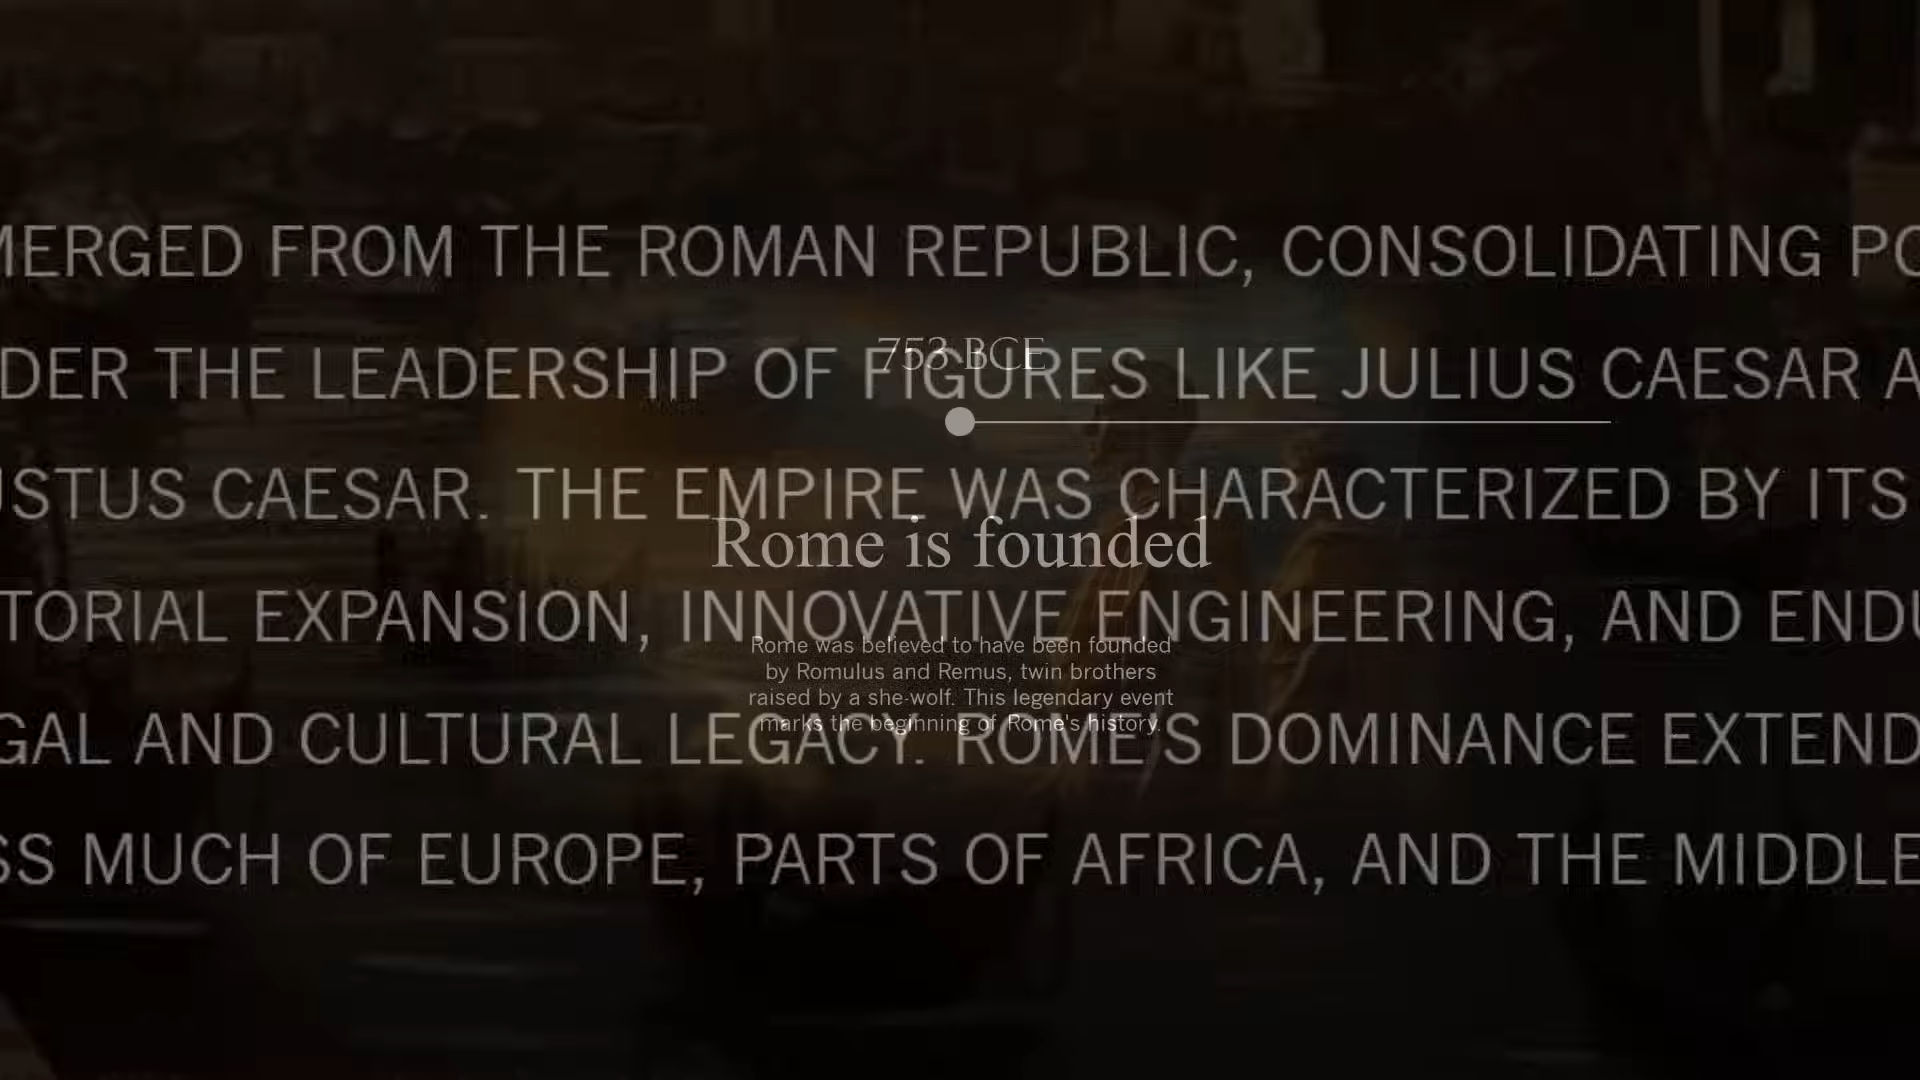 MERGED FROM THE ROMAN REPUBLIC, CONSOLIDATING PO
753 BCE
DER THE LEADERSHIP OF FIGURES LIKE JULIUS CAESAR A
USTUS CAESAR. THE EMPIRE WAS CHARACTERIZED BY ITS
Rome is founded
TORIAL EXPANSION, INNOVATIVE ENGINEERING, AND ENDU
Rome was believed to have been founded
by Romulus and Remus, twin brothers
raised by a she-wolf. This legendary event
marks the beginning of Rome's history.
GAL AND CULTURAL LEGACY. ROME'S DOMINANCE EXTEND
SS MUCH OF EUROPE, PARTS OF AFRICA, AND THE MIDDLE